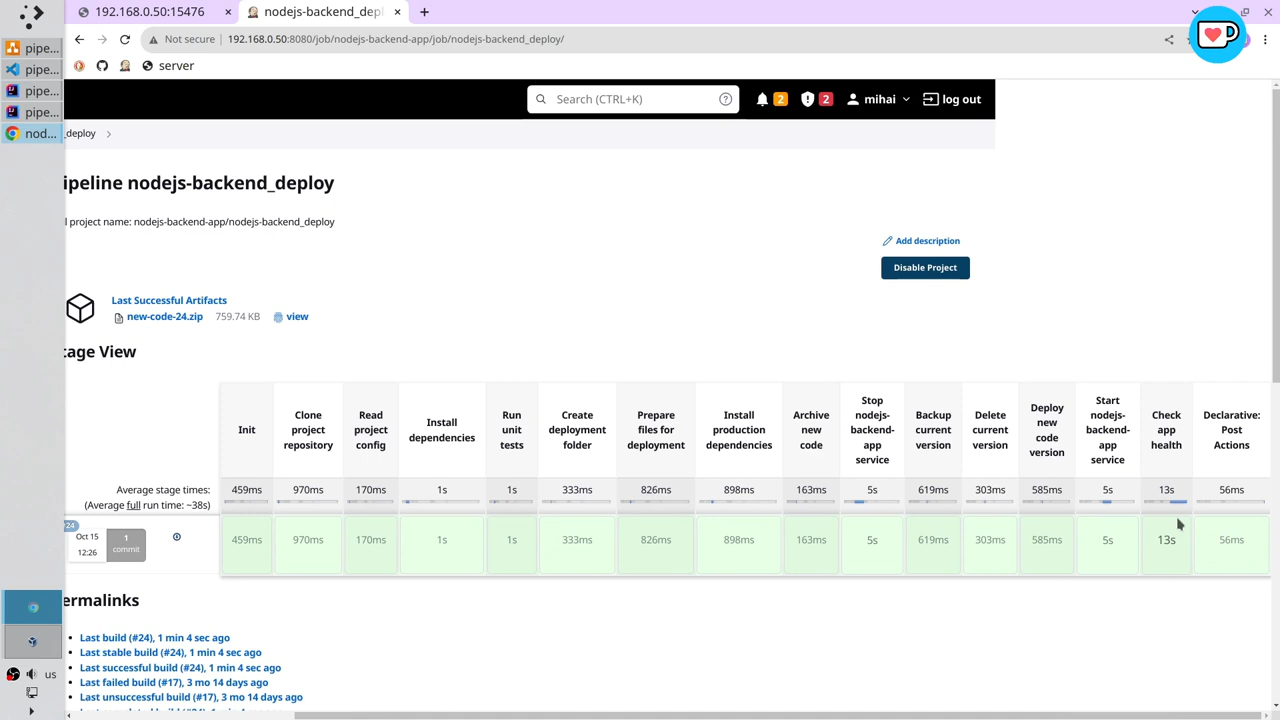 192.168.0.50:15476
nodejs-backend_depl
Not secure
192.168.0.50:8080/job/nodejs-backend-app/job/nodejs-backend_deploy/
server
pipe...
pipe...
pipe...
pipe...
nod...
Search (CTRL+K)
2
2
mihai
log out
_deploy
ipeline nodejs-backend_deploy
l project name: nodejs-backend-app/nodejs-backend_deploy
Add description
Disable Project
Last Successful Artifacts
new-code-24.zip 759.74 KB view
tage View
Init
Clone project repository
Read project config
Install dependencies
Run unit tests
Create deployment folder
Prepare files for deployment
Install production dependencies
Archive new code
Stop nodejs-backend-app service
Backup current version
Delete current version
Deploy new code version
Start nodejs-backend-app service
Check app health
Declarative: Post Actions
Average stage times:
(Average full run time: ~38s)
459ms 970ms 170ms 1s 1s 333ms 826ms 898ms 163ms 5s 619ms 303ms 585ms 5s 13s 56ms
#24
Oct 15
12:26
1
commit
459ms 970ms 170ms 1s 1s 333ms 826ms 898ms 163ms 5s 619ms 303ms 585ms 5s 13s 56ms
ermalinks
Last build (#24), 1 min 4 sec ago
Last stable build (#24), 1 min 4 sec ago
Last successful build (#24), 1 min 4 sec ago
Last failed build (#17), 3 mo 14 days ago
Last unsuccessful build (#17), 3 mo 14 days ago
us